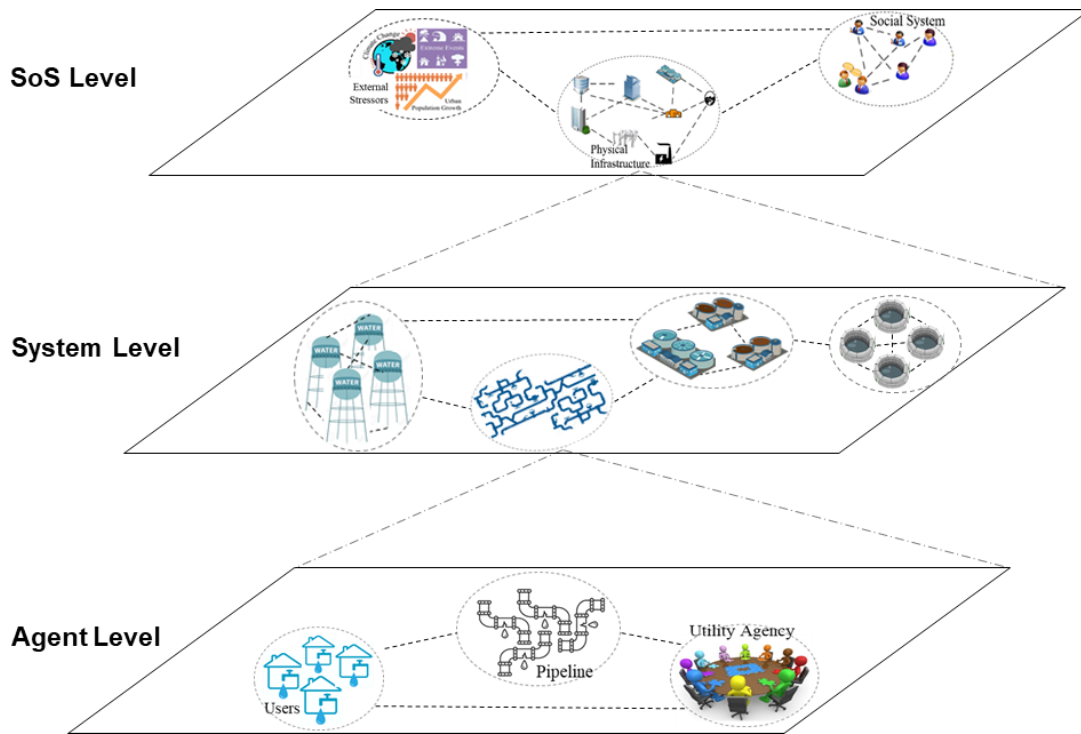 SoS Level
Climate Change
Extreme Events
External
Stressors
Urban
Population Growth
Physical
Infrastructure
Social System
System Level
WATER
WATER
WATER
WATER
Agent Level
Users
Pipeline
Utility Agency